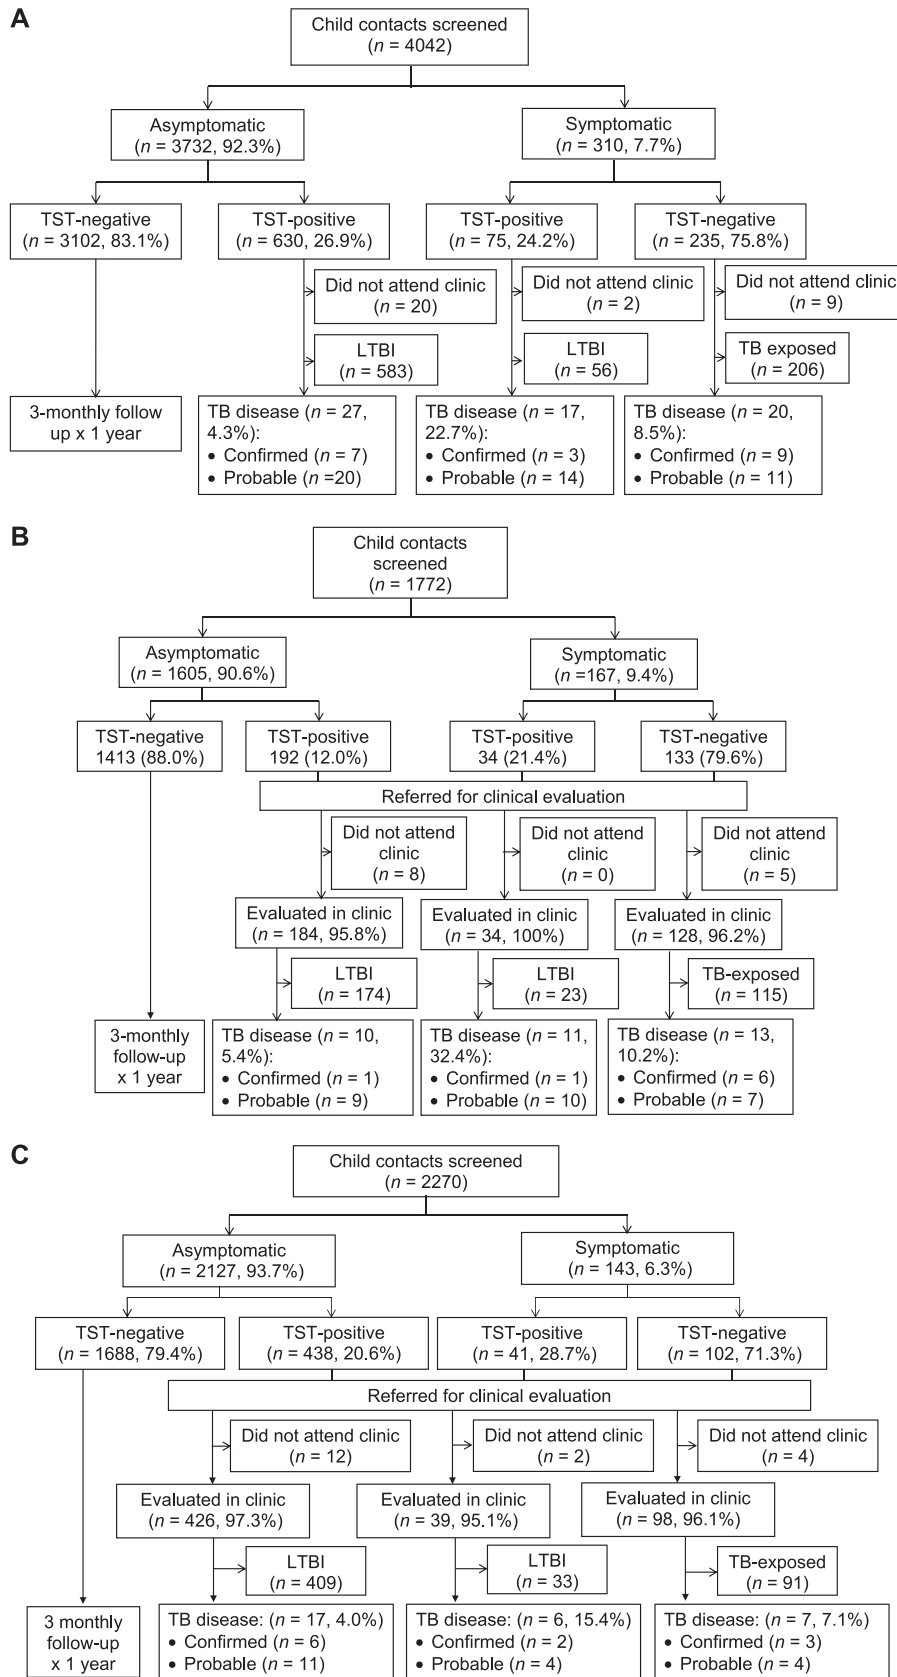 A
Child contacts screened
(n = 4042)
Asymptomatic
(n = 3732, 92.3%)
Symptomatic
(n = 310, 7.7%)
TST-negative
(n = 3102, 83.1%)
TST-positive
(n = 630, 26.9%)
TST-positive
(n = 75, 24.2%)
TST-negative
(n = 235, 75.8%)
Did not attend clinic
(n = 20)
Did not attend clinic
(n = 2)
Did not attend clinic
(n = 9)
LTBI
(n = 583)
LTBI
(n = 56)
TB exposed
(n = 206)
3-monthly follow
up x 1 year
TB disease (n = 27,
4.3%):
• Confirmed (n = 7)
• Probable (n =20)
TB disease (n = 17,
22.7%):
• Confirmed (n = 3)
• Probable (n = 14)
TB disease (n = 20,
8.5%):
• Confirmed (n = 9)
• Probable (n = 11)
B
Child contacts
screened
(n = 1772)
Asymptomatic
(n = 1605, 90.6%)
Symptomatic
(n =167, 9.4%)
TST-negative
1413 (88.0%)
TST-positive
192 (12.0%)
TST-positive
34 (21.4%)
TST-negative
133 (79.6%)
Referred for clinical evaluation
Did not attend
clinic
(n = 8)
Did not attend
clinic
(n = 0)
Did not attend
clinic
(n = 5)
Evaluated in clinic
(n = 184, 95.8%)
Evaluated in clinic
(n = 34, 100%)
Evaluated in clinic
(n = 128, 96.2%)
LTBI
(n = 174)
LTBI
(n = 23)
TB-exposed
(n = 115)
3-monthly
follow-up
x 1 year
TB disease (n = 10,
5.4%):
• Confirmed (n = 1)
• Probable (n = 9)
TB disease (n = 11,
32.4%):
• Confirmed (n = 1)
• Probable (n = 10)
TB disease (n = 13,
10.2%):
• Confirmed (n = 6)
• Probable (n = 7)
C
Child contacts screened
(n = 2270)
Asymptomatic
(n = 2127, 93.7%)
Symptomatic
(n = 143, 6.3%)
TST-negative
(n = 1688, 79.4%)
TST-positive
(n = 438, 20.6%)
TST-positive
(n = 41, 28.7%)
TST-negative
(n = 102, 71.3%)
Referred for clinical evaluation
Did not attend clinic
(n = 12)
Did not attend clinic
(n = 2)
Did not attend clinic
(n = 4)
Evaluated in clinic
(n = 426, 97.3%)
Evaluated in clinic
(n = 39, 95.1%)
Evaluated in clinic
(n = 98, 96.1%)
LTBI
(n = 409)
LTBI
(n = 33)
TB-exposed
(n = 91)
3 monthly
follow-up
x 1 year
TB disease: (n = 17, 4.0%)
• Confirmed (n = 6)
• Probable (n = 11)
TB disease: (n = 6, 15.4%)
• Confirmed (n = 2)
• Probable (n = 4)
TB disease: (n = 7, 7.1%)
• Confirmed (n = 3)
• Probable (n = 4)